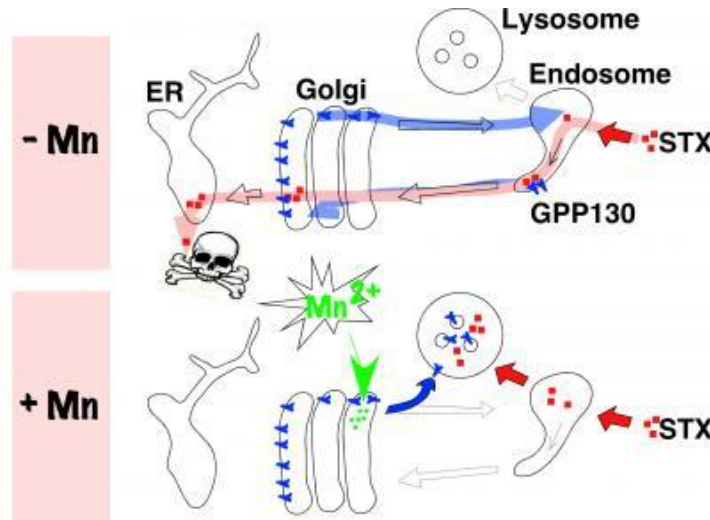 Lysosome
ER
Golgi
Endosome
- Mn
STX
GPP130
Mn2+
+ Mn
STX